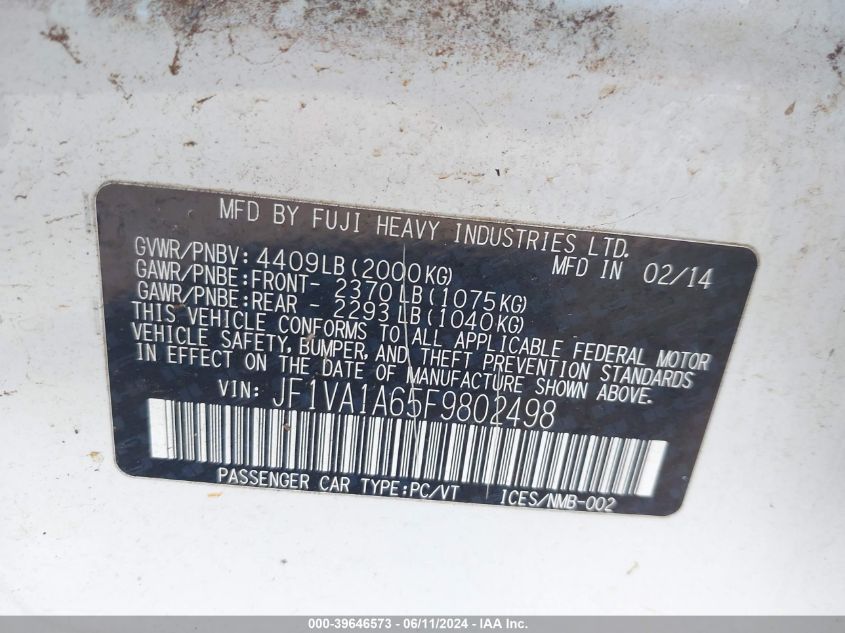 MFD BY FUJI HEAVY INDUSTRIES LTD.
GVWR/PNBV: 4409LB(2000KG) MFD IN 02/14
GAWR/PNBE:FRONT- 2370LB(1075KG)
GAWR/PNBE:REAR - 2293LB(1040KG)
THIS VEHICLE CONFORMS TO ALL APPLICABLE FEDERAL MOTOR
VEHICLE SAFETY, BUMPER, AND THEFT PREVENTION STANDARDS
IN EFFECT ON THE DATE OF MANUFACTURE SHOWN ABOVE.
VIN: JF1VA1A65F9802498
PASSENGER CAR TYPE:PC/VT ICES/NMB-002
000-39646573 - 06/11/2024 - IAA Inc.